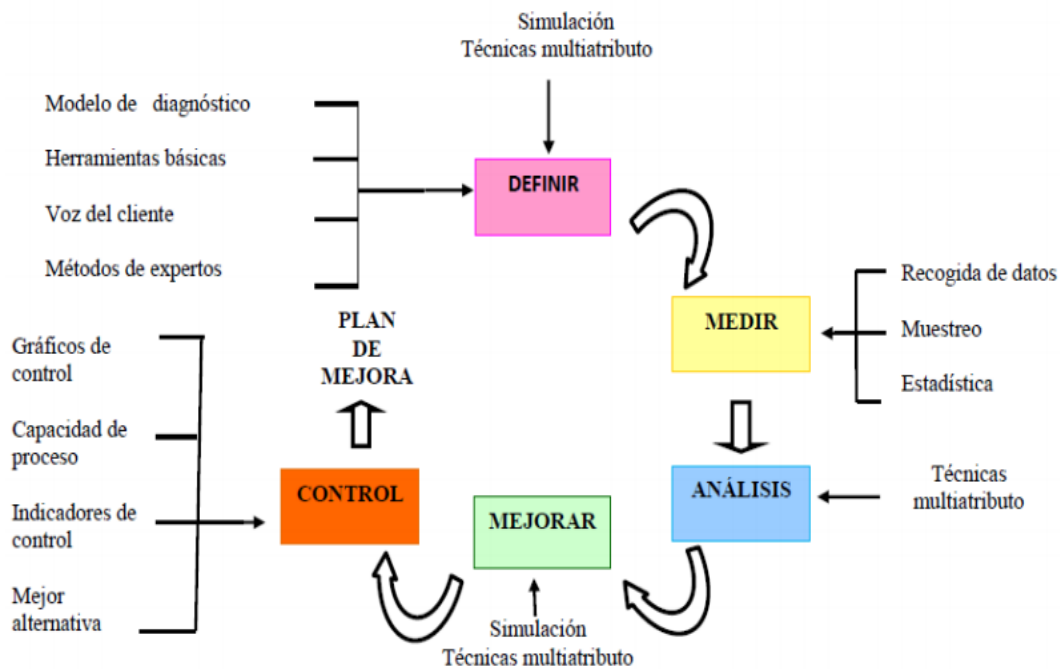 Simulación
Técnicas multiatributo
Modelo de diagnóstico
Herramientas básicas
Voz del cliente
Métodos de expertos
DEFINIR
MEDIR
Recogida de datos
Muestreo
Estadística
PLAN
DE
MEJORA
Gráficos de
control
Capacidad de
proceso
Indicadores de
control
Mejor
alternativa
CONTROL
MEJORAR
ANÁLISIS
Técnicas
multiatributo
Simulación
Técnicas multiatributo